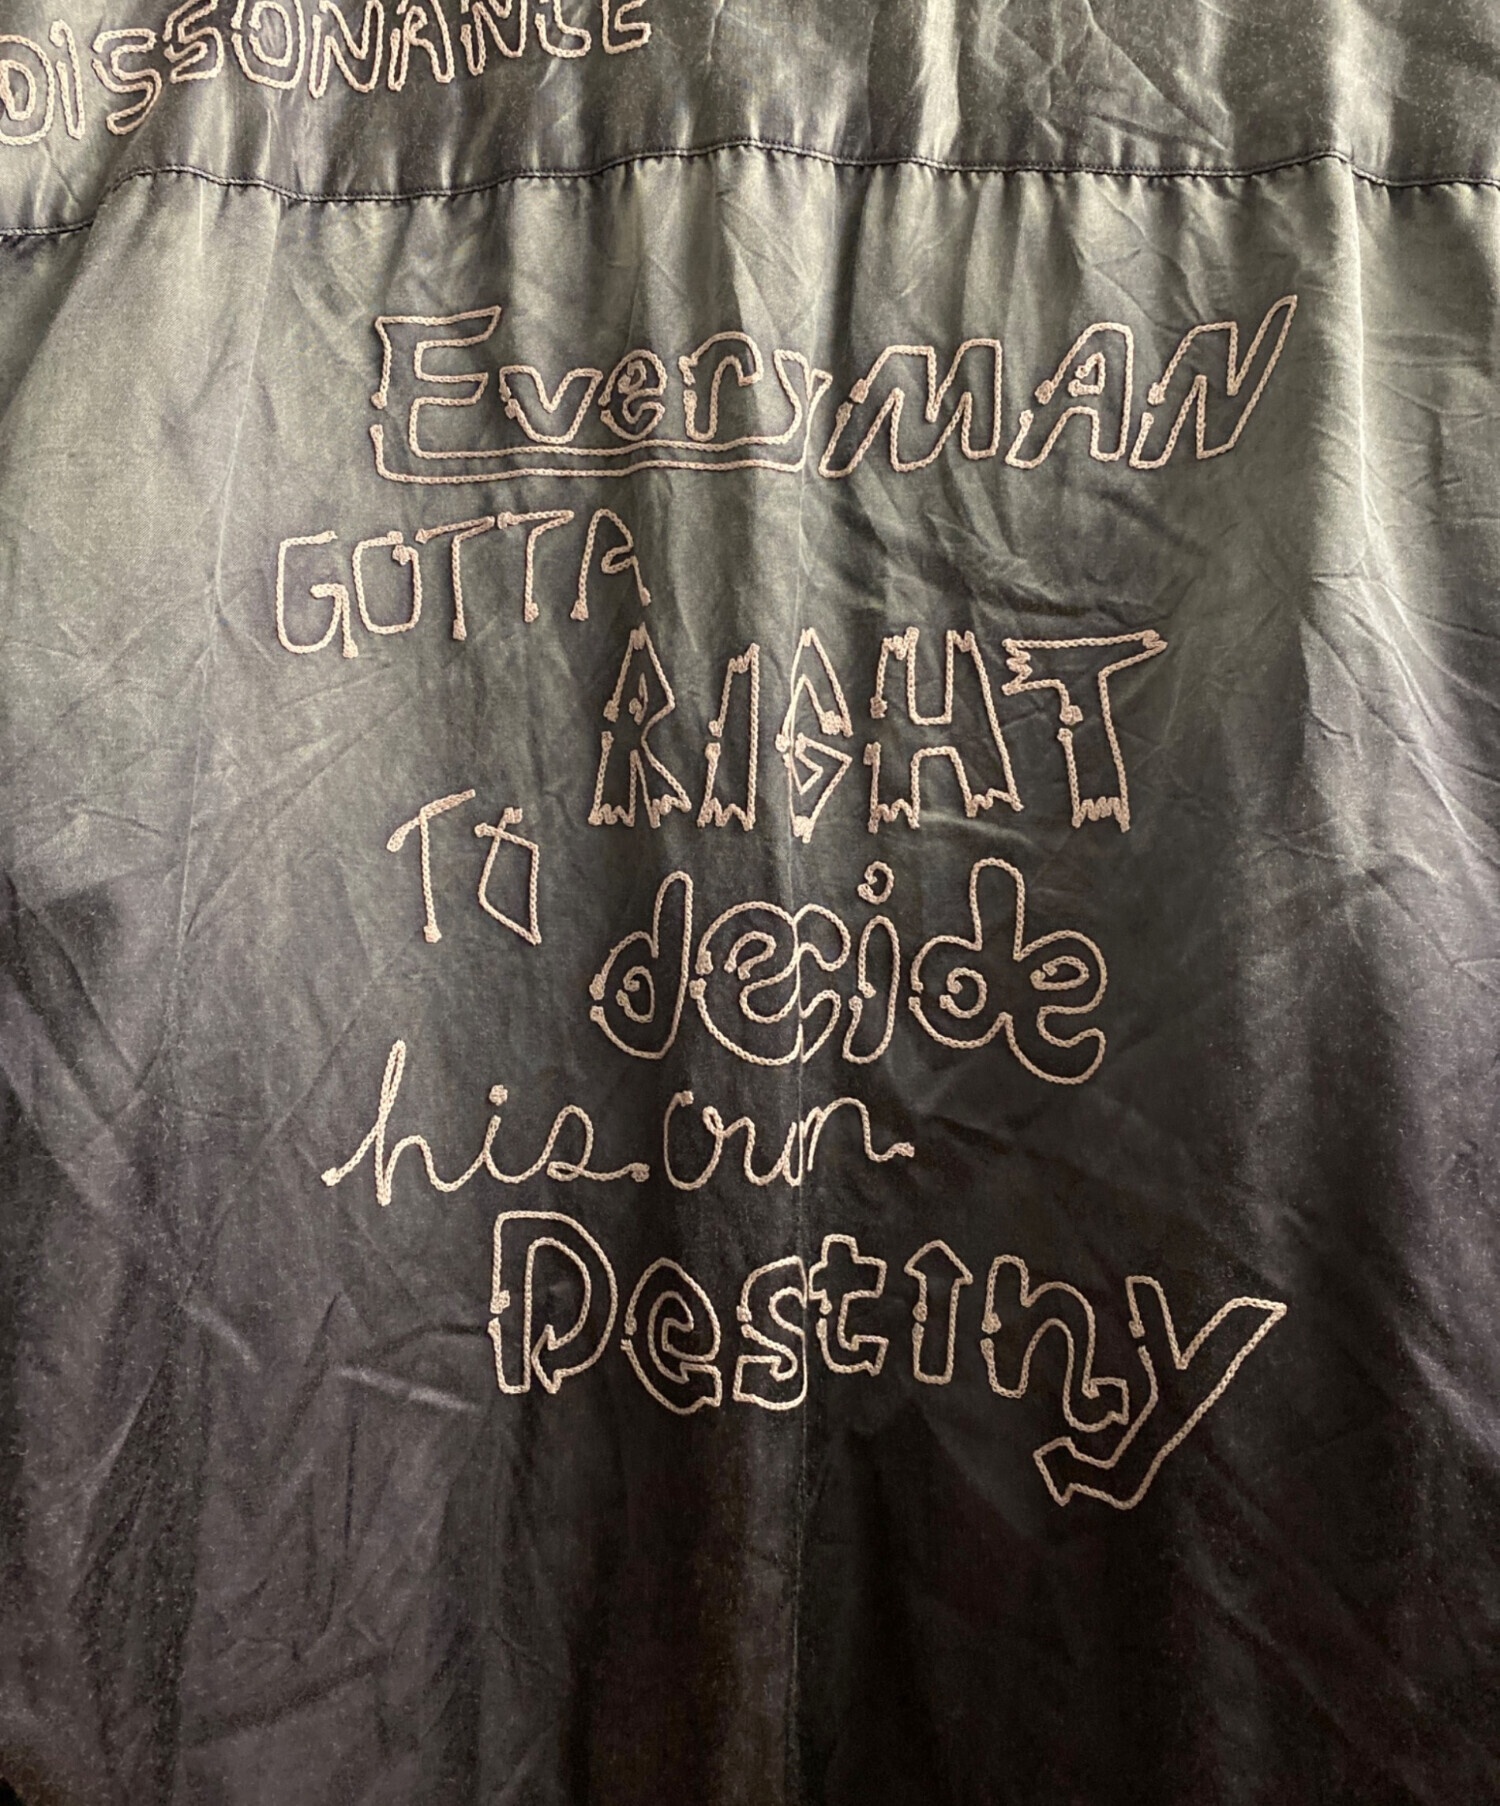 DISSONANCE
EveryMAN
GOTTA
RIGHT
TO
decide
his own
Destiny